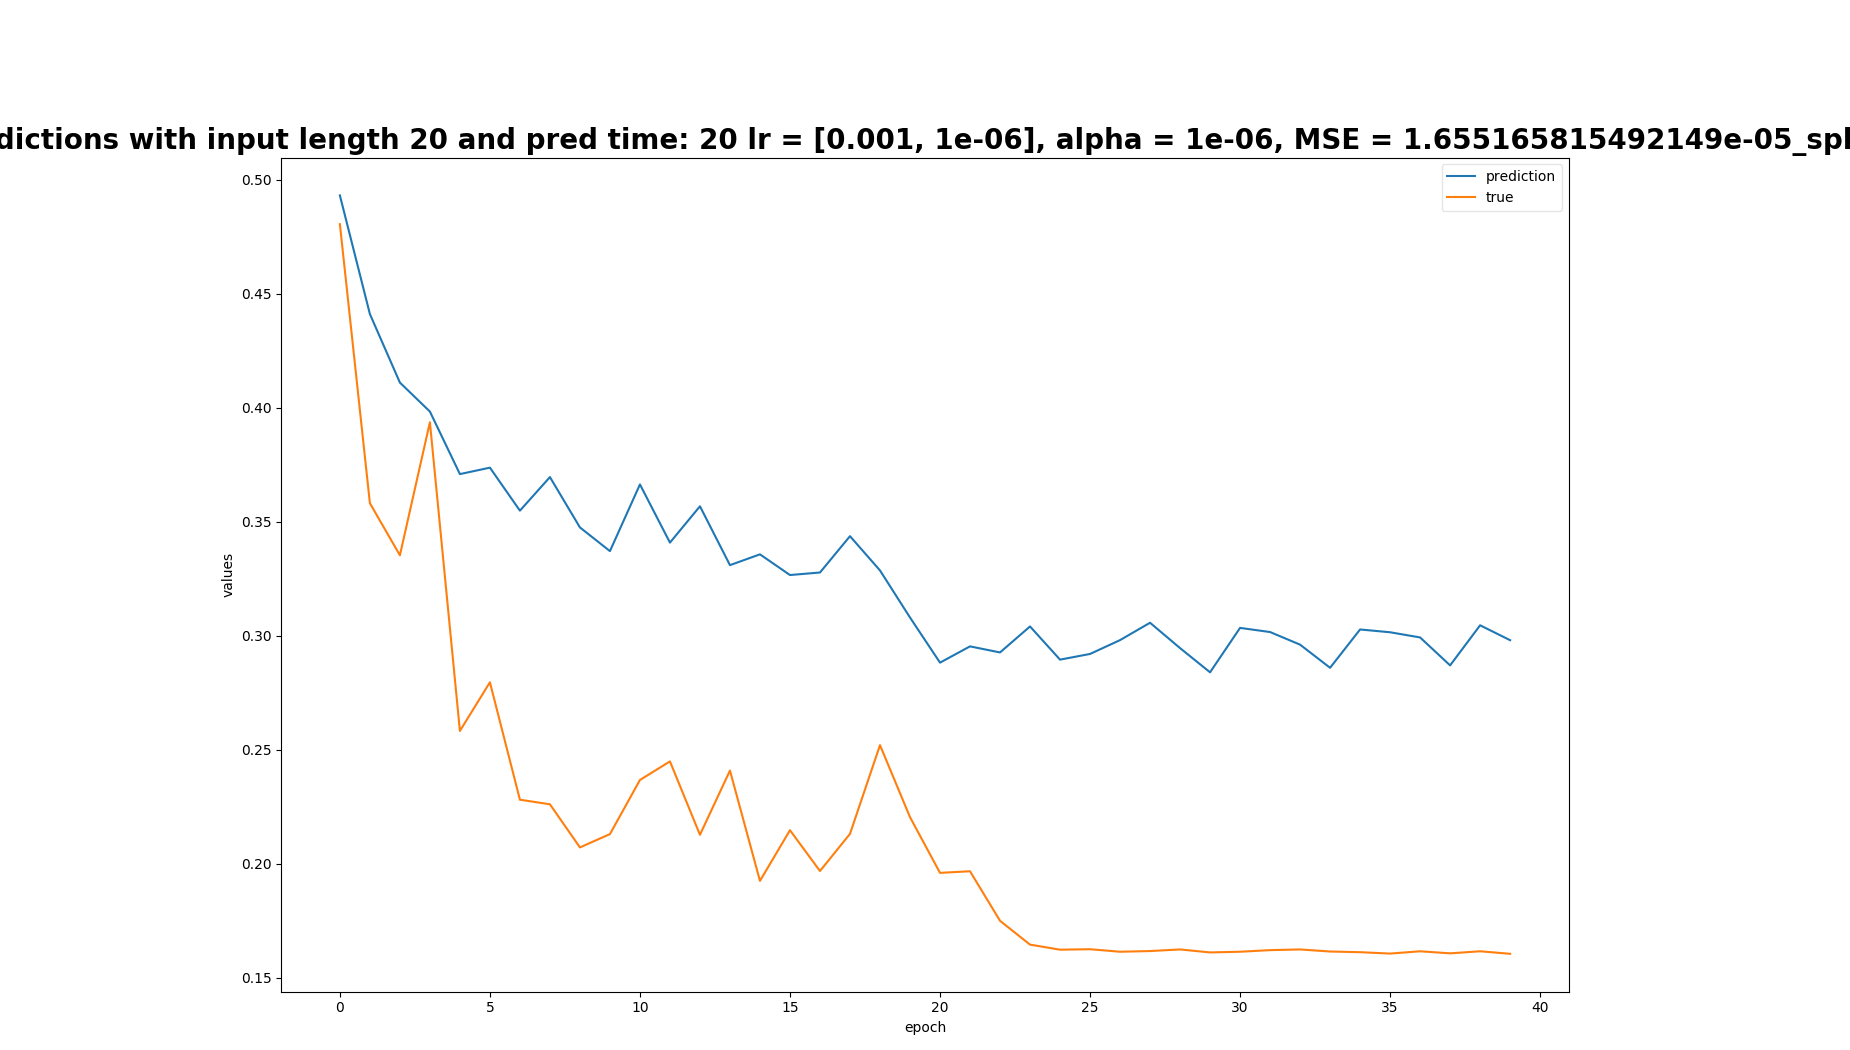 dictions with input length 20 and pred time: 20 lr = [0.001, 1e-06], alpha = 1e-06, MSE = 1.655165815492149e-05_spl
prediction
true
0.50
0.45
0.40
0.35
0.30
0.25
0.20
0.15
values
0 5 10 15 20 25 30 35 40
epoch